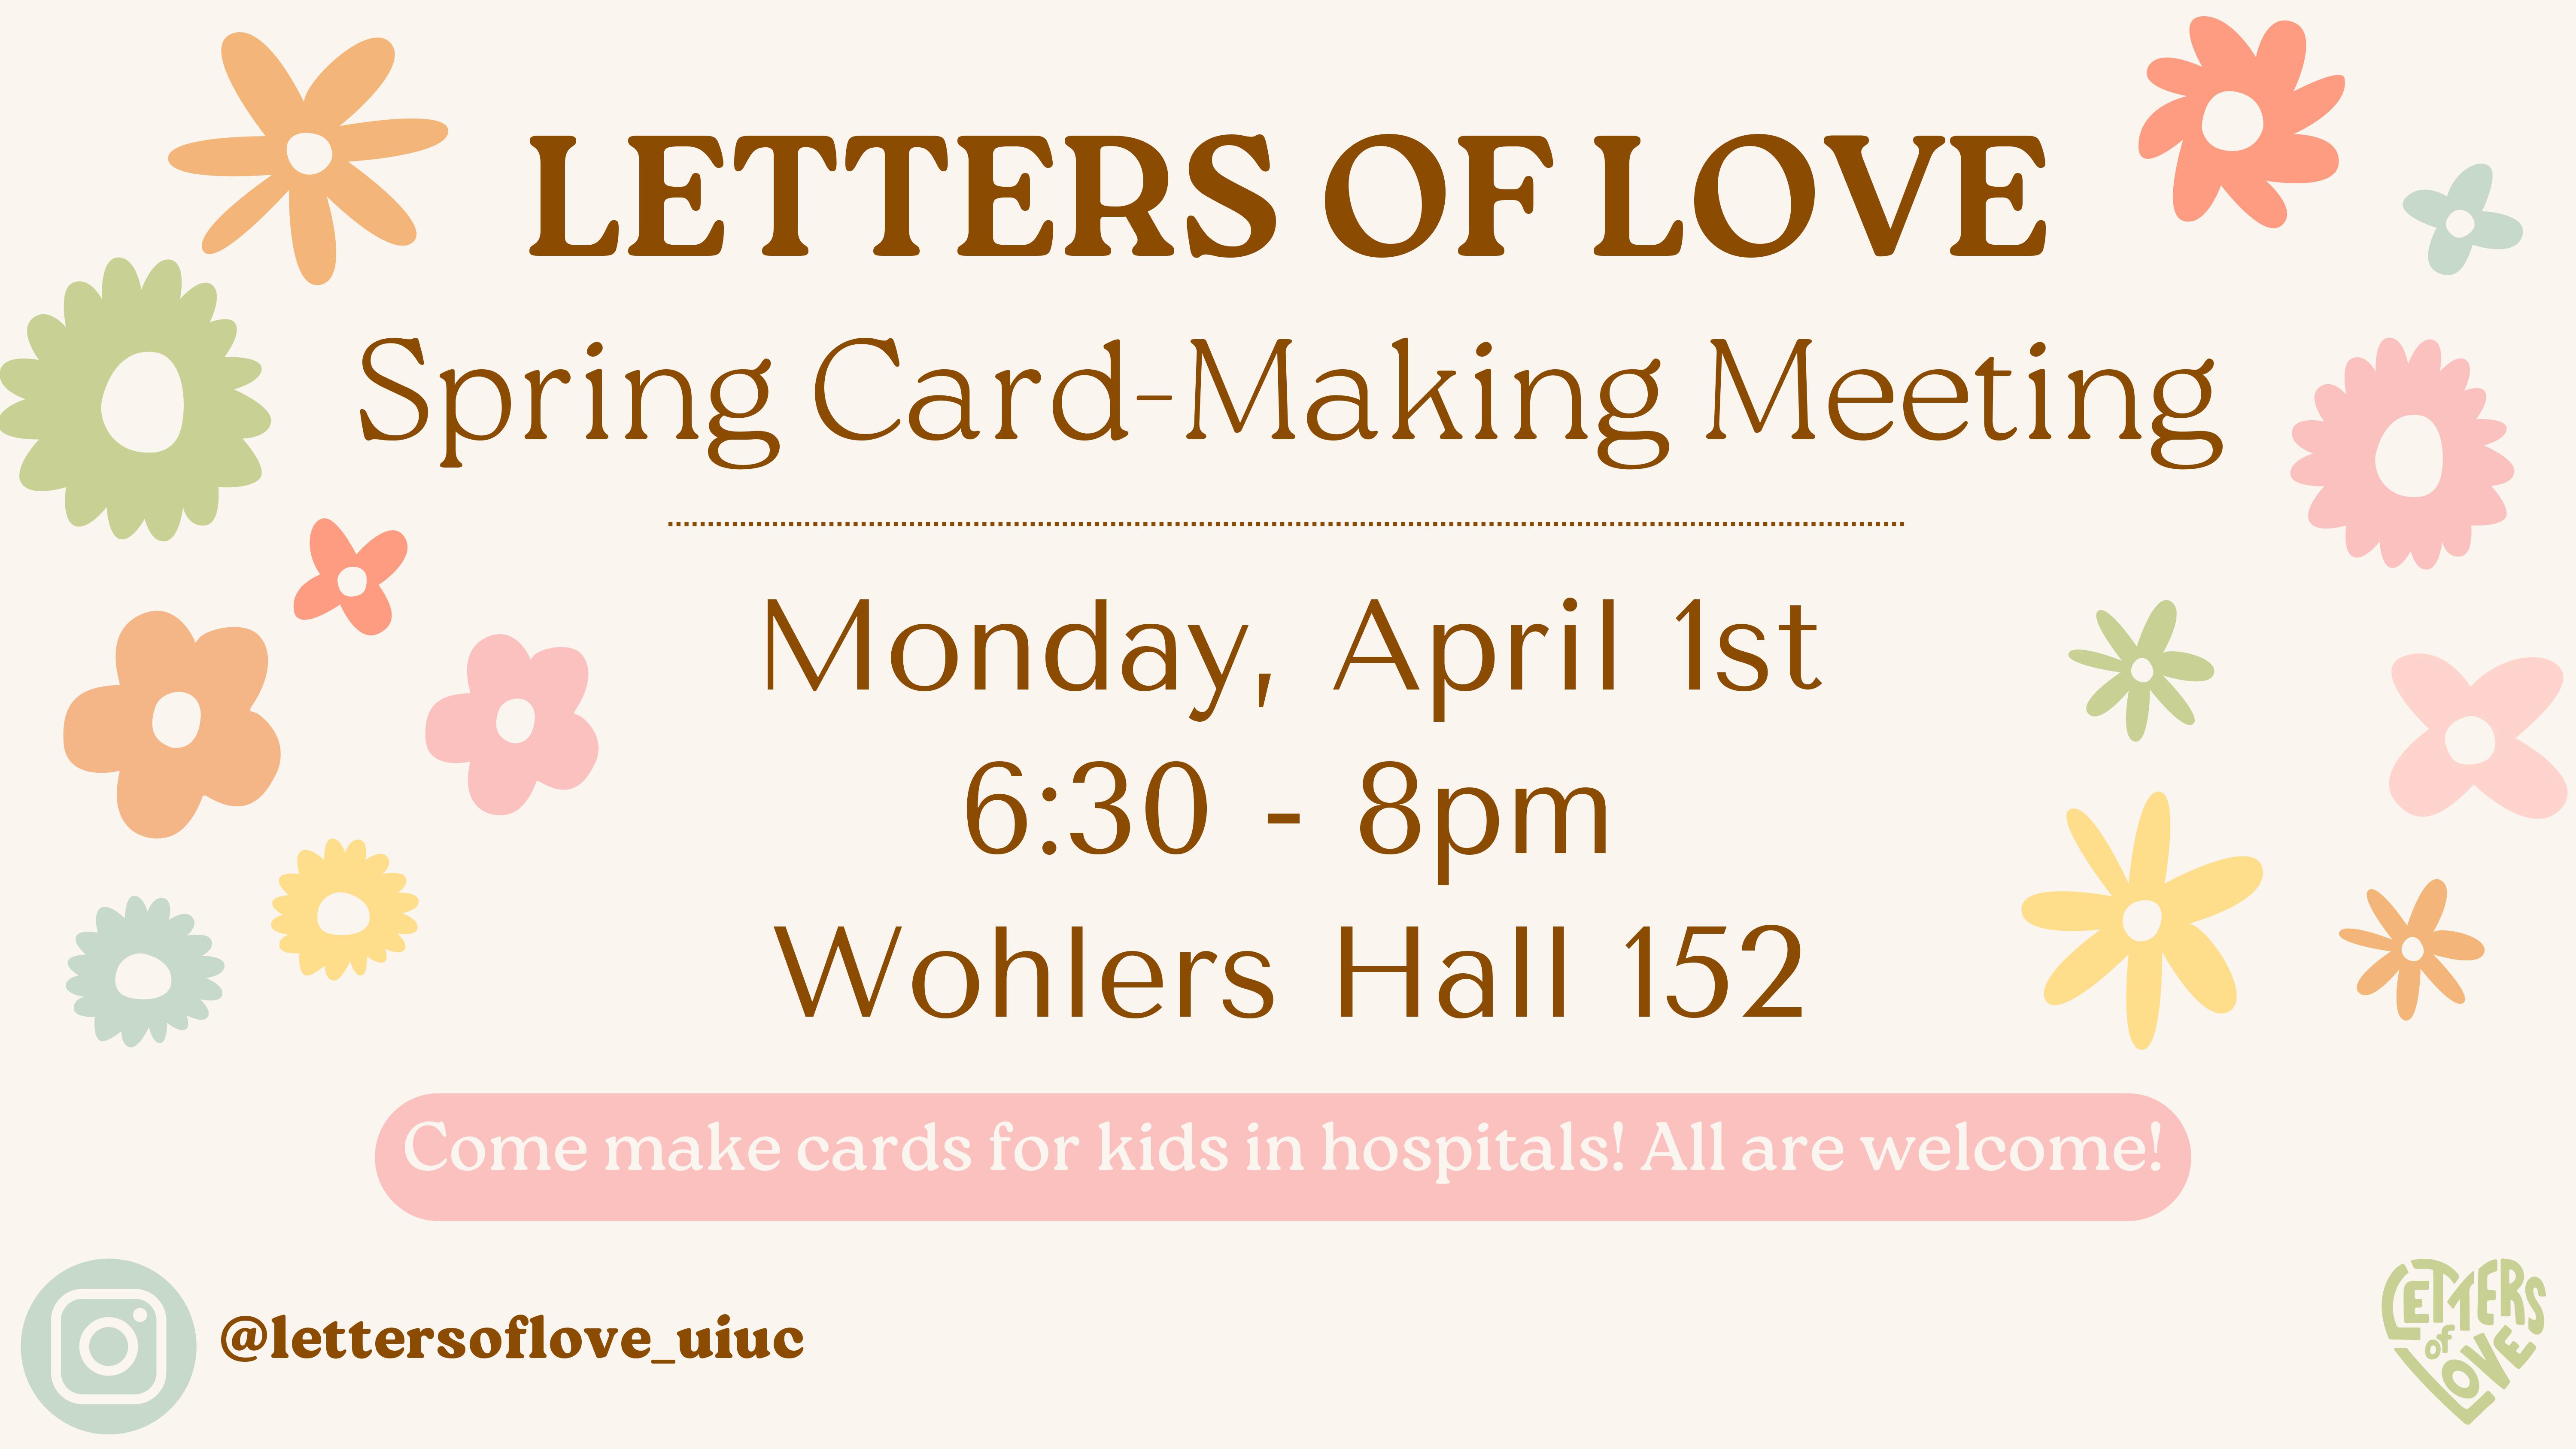 LETTERS OF LOVE
Spring Card-Making Meeting
Monday, April 1st
6:30 - 8pm
Wohlers Hall 152
Come make cards for kids in hospitals! All are welcome!
@lettersoflove_uiuc
LETTERS
of
LOVE